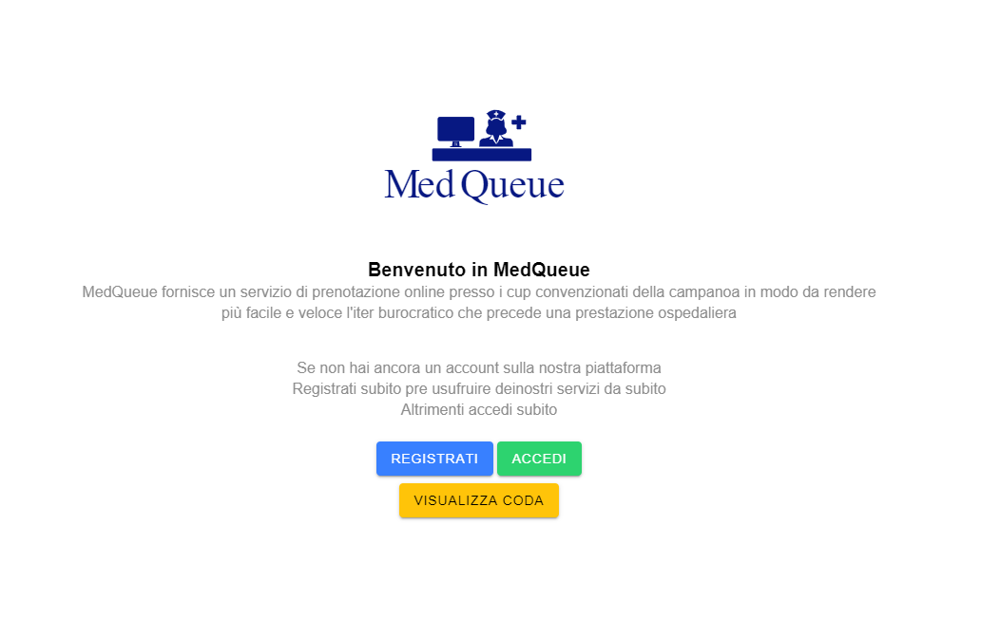 Med Queue
Benvenuto in MedQueue
MedQueue fornisce un servizio di prenotazione online presso i cup convenzionati della campanoa in modo da rendere
più facile e veloce l'iter burocratico che precede una prestazione ospedaliera
Se non hai ancora un account sulla nostra piattaforma
Registrati subito pre usufruire deinostri servizi da subito
Altrimenti accedi subito
REGISTRATI ACCEDI
VISUALIZZA CODA